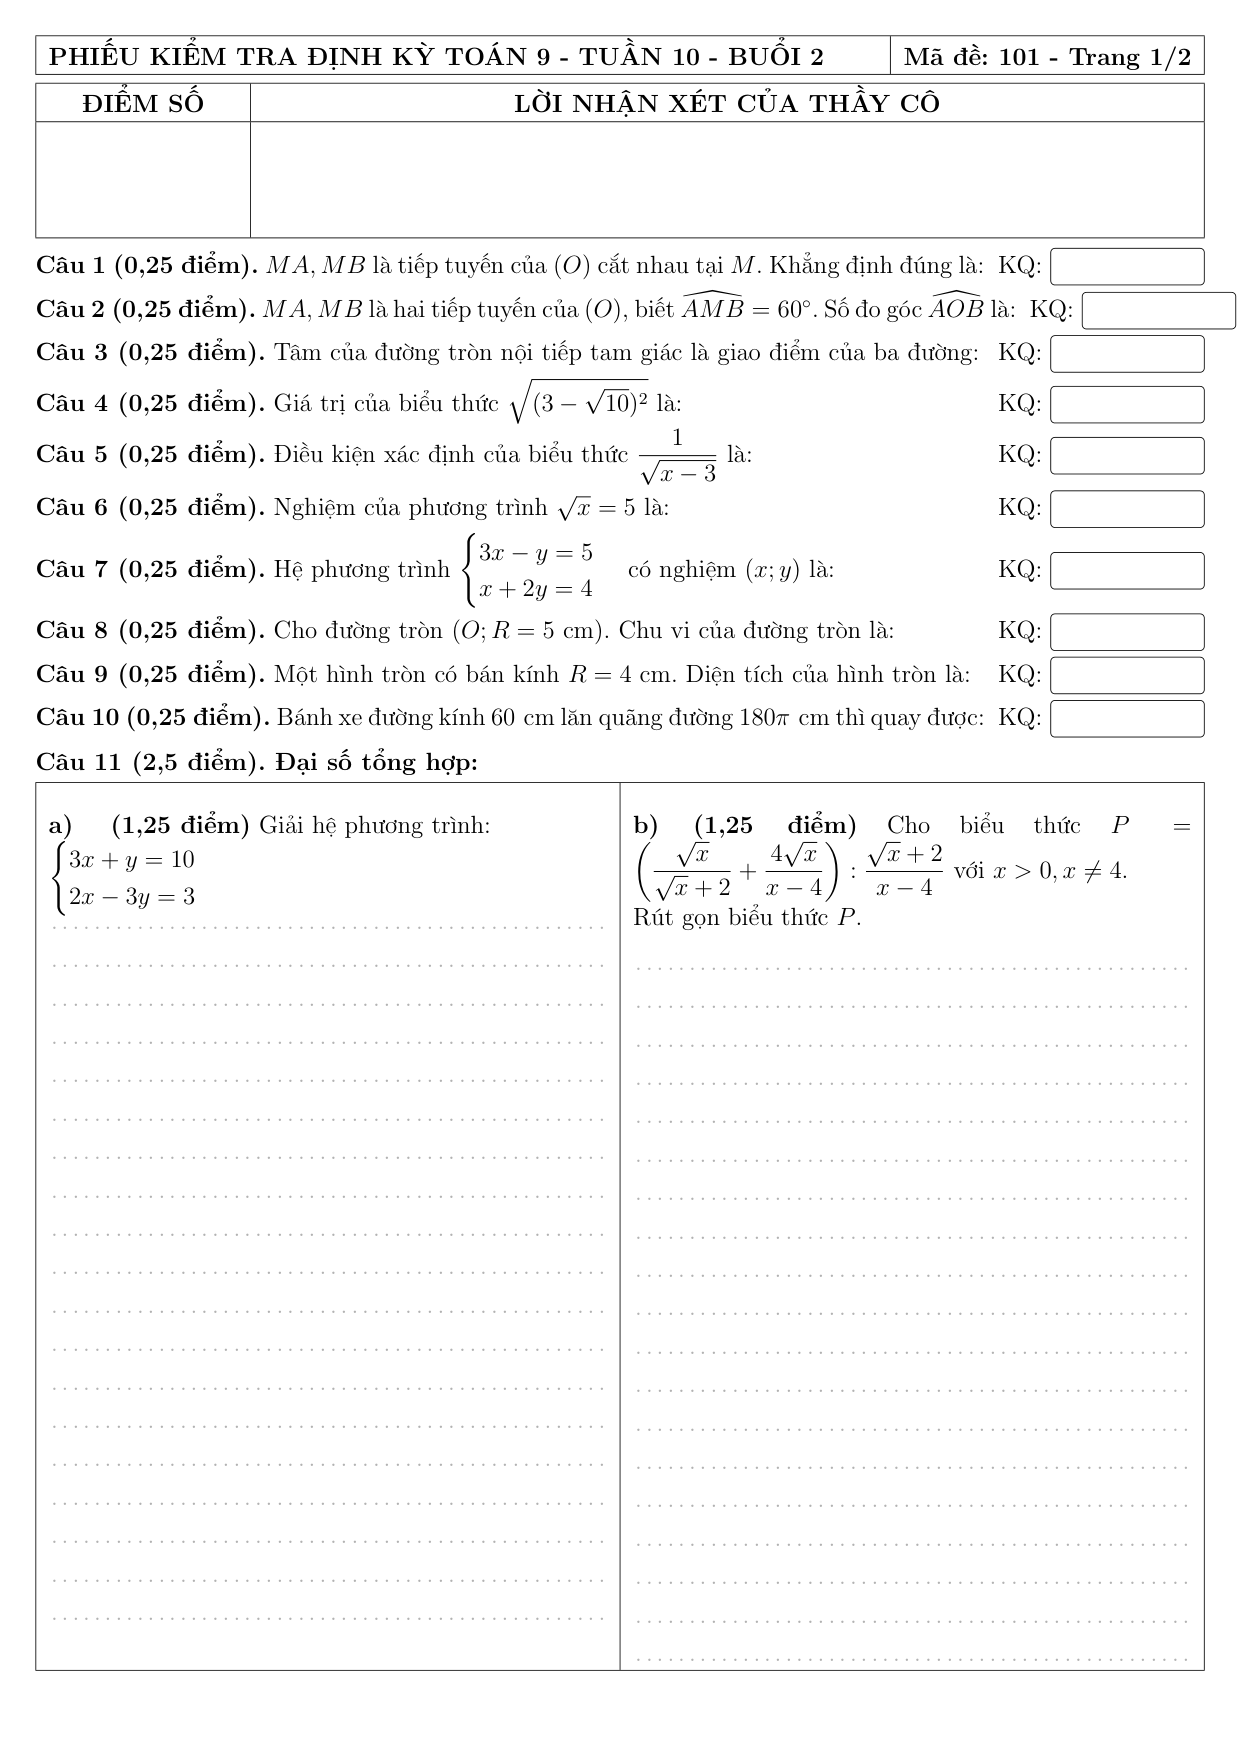 PHIẾU KIỂM TRA ĐỊNH KỲ TOÁN 9 - TUẦN 10 - BUỔI 2 Mã đề: 101 - Trang 1/2
ĐIỂM SỐ LỜI NHẬN XÉT CỦA THẦY CÔ
Câu 1 (0,25 điểm). $MA, MB$ là tiếp tuyến của $(O)$ cắt nhau tại $M$. Khẳng định đúng là: KQ:
Câu 2 (0,25 điểm). $MA, MB$ là hai tiếp tuyến của $(O)$, biết $\widehat{AMB} = 60^\circ$. Số đo góc $\widehat{AOB}$ là: KQ:
Câu 3 (0,25 điểm). Tâm của đường tròn nội tiếp tam giác là giao điểm của ba đường: KQ:
Câu 4 (0,25 điểm). Giá trị của biểu thức $\sqrt{(3 - \sqrt{10})^2}$ là: KQ:
Câu 5 (0,25 điểm). Điều kiện xác định của biểu thức $\frac{1}{\sqrt{x-3}}$ là: KQ:
Câu 6 (0,25 điểm). Nghiệm của phương trình $\sqrt{x} = 5$ là: KQ:
Câu 7 (0,25 điểm). Hệ phương trình $\begin{cases} 3x - y = 5 \\ x + 2y = 4 \end{cases}$ có nghiệm $(x; y)$ là: KQ:
Câu 8 (0,25 điểm). Cho đường tròn $(O; R = 5$ cm$)$. Chu vi của đường tròn là: KQ:
Câu 9 (0,25 điểm). Một hình tròn có bán kính $R = 4$ cm. Diện tích của hình tròn là: KQ:
Câu 10 (0,25 điểm). Bánh xe đường kính 60 cm lăn quãng đường $180\pi$ cm thì quay được: KQ:
Câu 11 (2,5 điểm). Đại số tổng hợp:
a) (1,25 điểm) Giải hệ phương trình:
$\begin{cases} 3x + y = 10 \\ 2x - 3y = 3 \end{cases}$
b) (1,25 điểm) Cho biểu thức $P =$
$\left( \frac{\sqrt{x}}{\sqrt{x}+2} + \frac{4\sqrt{x}}{x-4} \right) : \frac{\sqrt{x}+2}{x-4}$ với $x > 0, x \neq 4$.
Rút gọn biểu thức $P$.